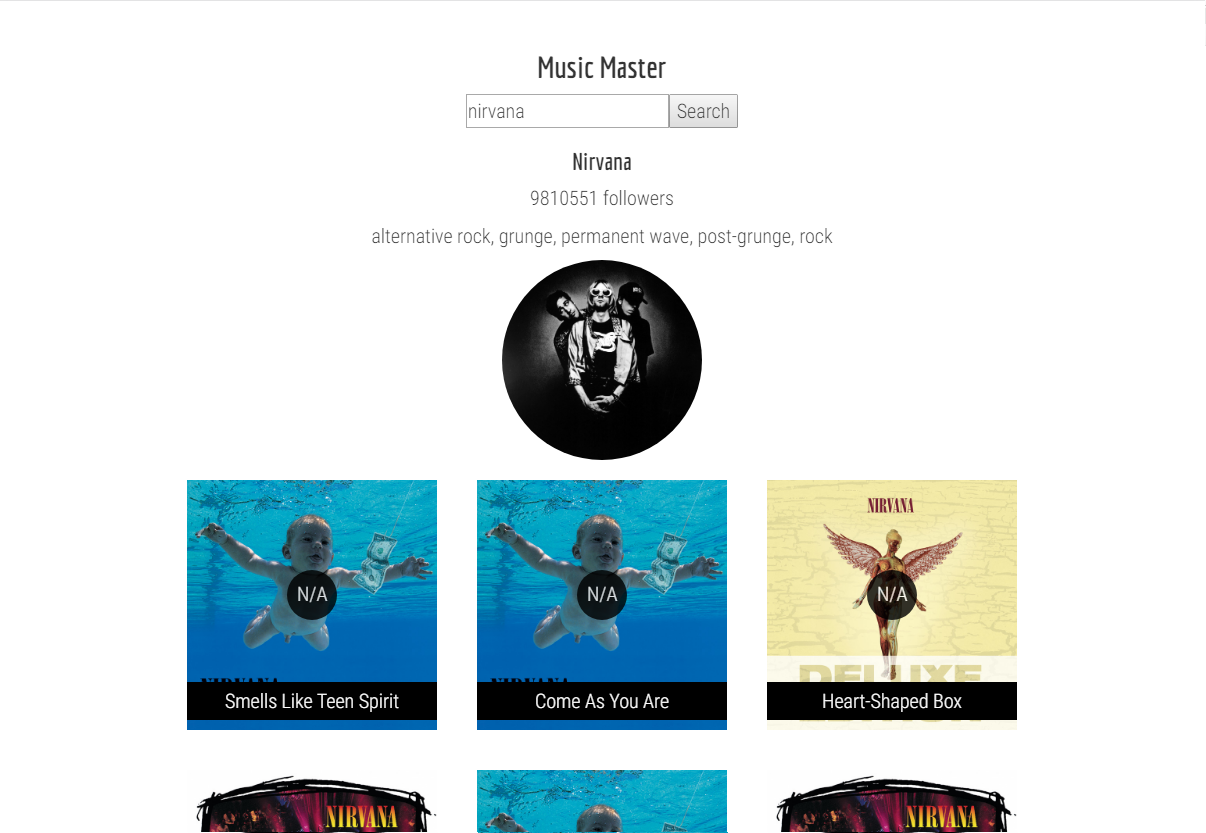 Music Master
nirvana Search
Nirvana
9810551 followers
alternative rock, grunge, permanent wave, post-grunge, rock
NIRVANA
N/A N/A N/A
DELUXE
NIRVANA NIRVANA
Smells Like Teen Spirit Come As You Are Heart-Shaped Box
NIRVANA NIRVANA